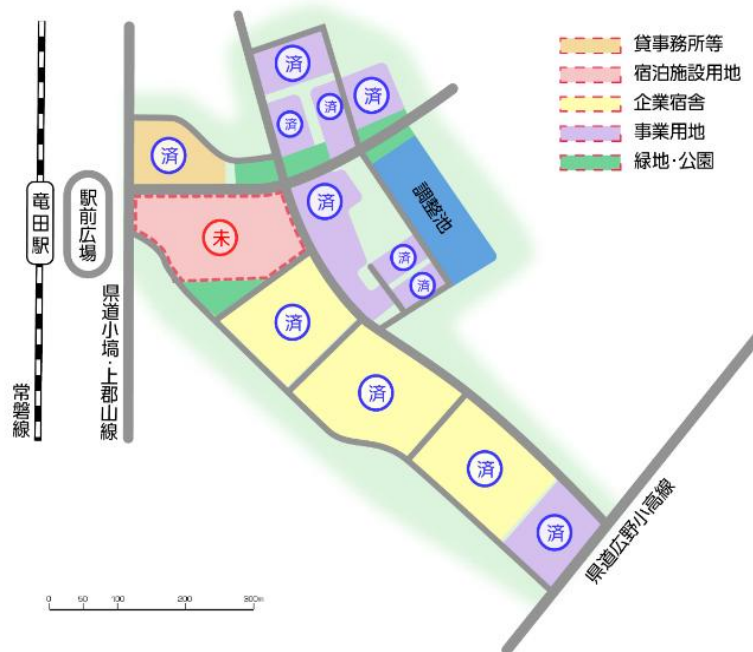 貸事務所等
宿泊施設用地
企業宿舎
事業用地
緑地・公園
済
済
済
済
済
竜田駅
駅前広場
済
調整池
未
済
済
済
済
済
済
県道小塙・上郡山線
常磐線
県道広野小高線
0 50 100 200 300m